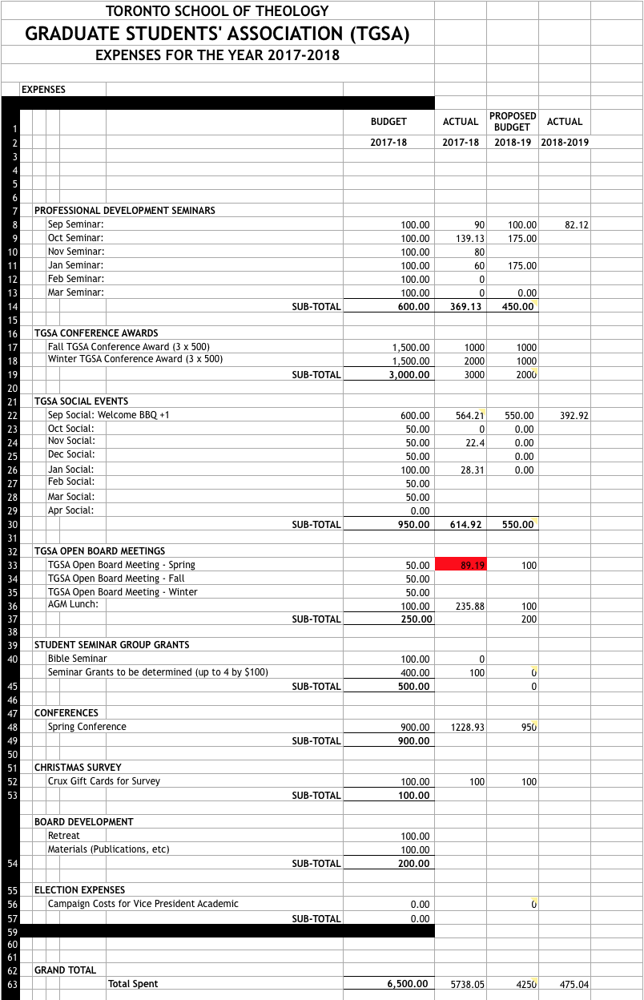 TORONTO SCHOOL OF THEOLOGY
GRADUATE STUDENTS' ASSOCIATION (TGSA)
EXPENSES FOR THE YEAR 2017-2018
EXPENSES
1 BUDGET ACTUAL PROPOSED BUDGET ACTUAL
2 2017-18 2017-18 2018-19 2018-2019
3
4
5
6
7 PROFESSIONAL DEVELOPMENT SEMINARS
8 Sep Seminar: 100.00 90 100.00 82.12
9 Oct Seminar: 100.00 139.13 175.00
10 Nov Seminar: 100.00 80
11 Jan Seminar: 100.00 60 175.00
12 Feb Seminar: 100.00 0
13 Mar Seminar: 100.00 0 0.00
14 SUB-TOTAL 600.00 369.13 450.00
15
16 TGSA CONFERENCE AWARDS
17 Fall TGSA Conference Award (3 x 500) 1,500.00 1000 1000
18 Winter TGSA Conference Award (3 x 500) 1,500.00 2000 1000
19 SUB-TOTAL 3,000.00 3000 2000
20
21 TGSA SOCIAL EVENTS
22 Sep Social: Welcome BBQ +1 600.00 564.21 550.00 392.92
23 Oct Social: 50.00 0 0.00
24 Nov Social: 50.00 22.4 0.00
25 Dec Social: 50.00 0.00
26 Jan Social: 100.00 28.31 0.00
27 Feb Social: 50.00
28 Mar Social: 50.00
29 Apr Social: 0.00
30 SUB-TOTAL 950.00 614.92 550.00
31
32 TGSA OPEN BOARD MEETINGS
33 TGSA Open Board Meeting - Spring 50.00 89.19 100
34 TGSA Open Board Meeting - Fall 50.00
35 TGSA Open Board Meeting - Winter 50.00
36 AGM Lunch: 100.00 235.88 100
37 SUB-TOTAL 250.00 200
38
39 STUDENT SEMINAR GROUP GRANTS
40 Bible Seminar 100.00 0
Seminar Grants to be determined (up to 4 by $100) 400.00 100 0
45 SUB-TOTAL 500.00 0
46
47 CONFERENCES
48 Spring Conference 900.00 1228.93 950
49 SUB-TOTAL 900.00
50
51 CHRISTMAS SURVEY
52 Crux Gift Cards for Survey 100.00 100 100
53 SUB-TOTAL 100.00
BOARD DEVELOPMENT
Retreat 100.00
Materials (Publications, etc) 100.00
54 SUB-TOTAL 200.00
55 ELECTION EXPENSES
56 Campaign Costs for Vice President Academic 0.00 0
57 SUB-TOTAL 0.00
59
60
61
62 GRAND TOTAL
63 Total Spent 6,500.00 5738.05 4250 475.04